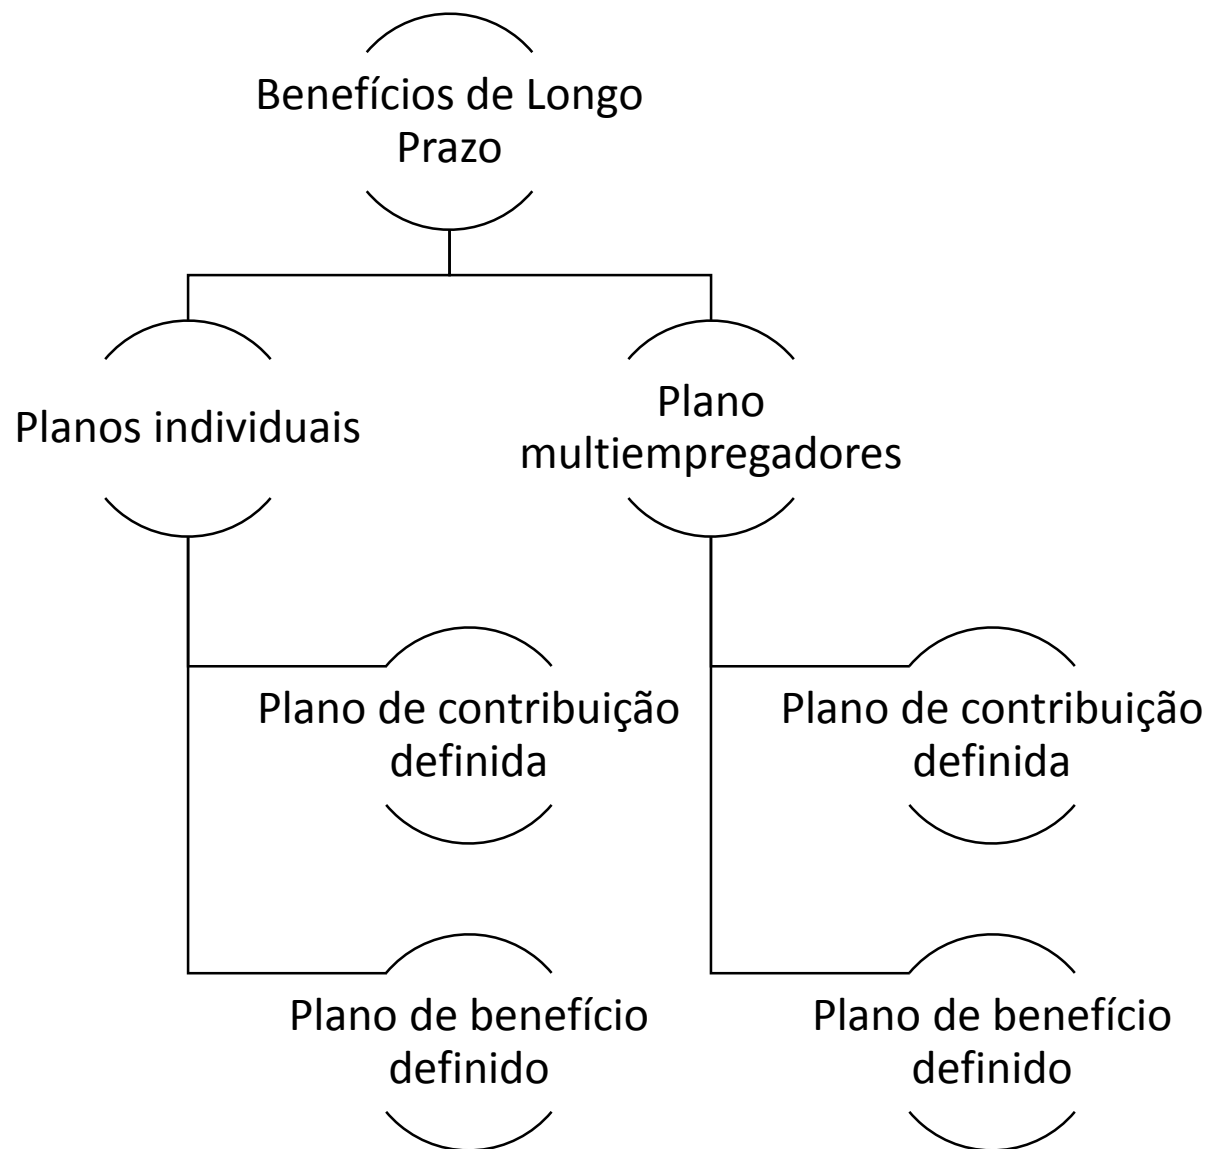 Benefícios de Longo
Prazo
Planos individuais
Plano
multiempregadores
Plano de contribuição
definida
Plano de contribuição
definida
Plano de benefício
definido
Plano de benefício
definido